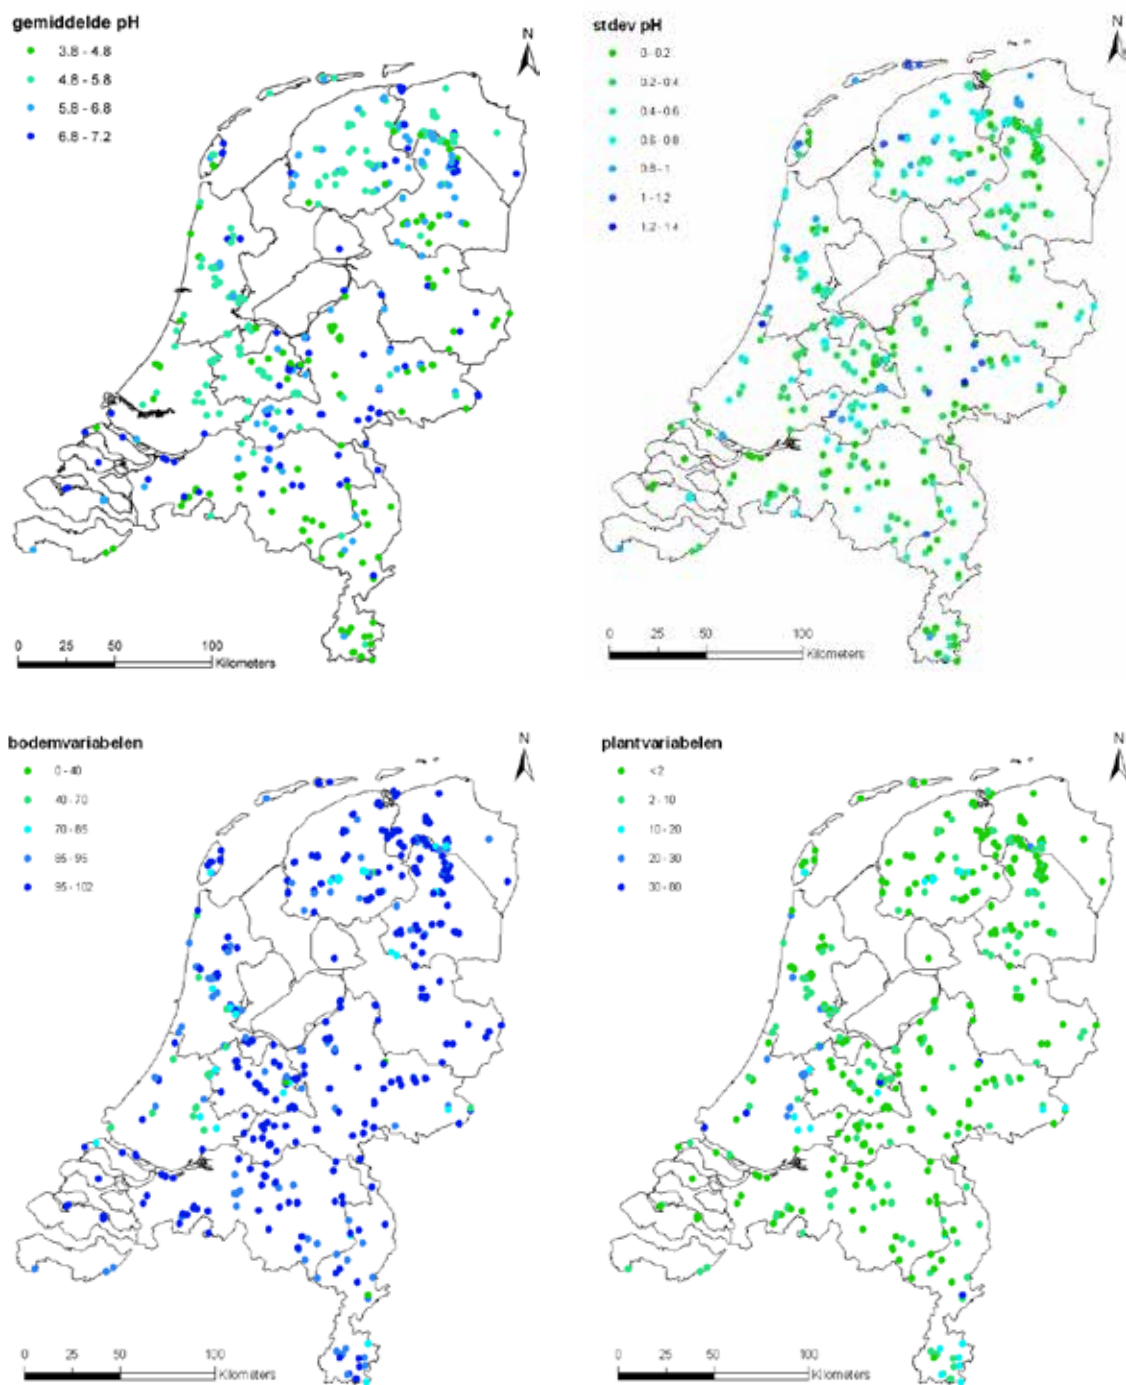 gemiddelde pH
3.8 - 4.8
4.8 - 5.8
5.8 - 6.8
6.8 - 7.2
N
0 25 50 100
Kilometers
stdev pH
0 - 0.2
0.2 - 0.4
0.4 - 0.6
0.6 - 0.8
0.8 - 1
1 - 1.2
1.2 - 1.4
N
0 25 50 100
Kilometers
bodemvariabelen
0 - 40
40 - 70
70 - 85
85 - 95
95 - 102
N
0 25 50 100
Kilometers
plantvariabelen
<2
2 - 10
10 - 20
20 - 30
30 - 60
N
0 25 50 100
Kilometers